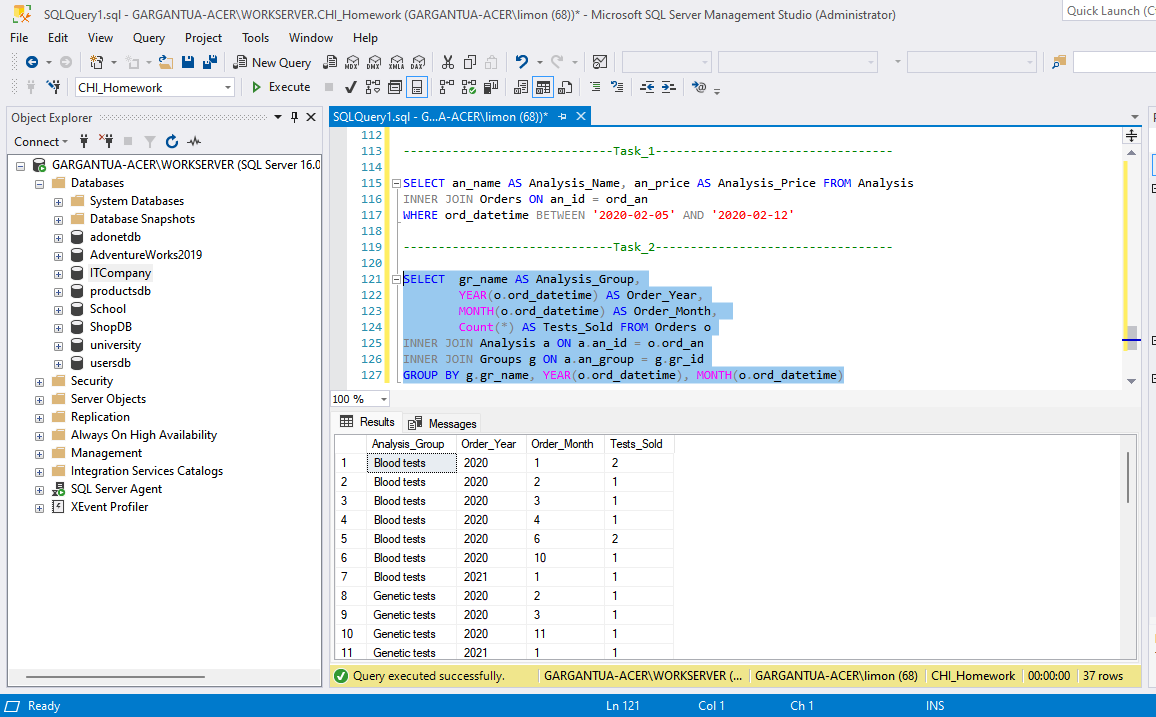 SQLQuery1.sql - GARGANTUA-ACER\WORKSERVER.CHI_Homework (GARGANTUA-ACER\limon (68))* - Microsoft SQL Server Management Studio (Administrator)
Quick Launch (C
File Edit View Query Project Tools Window Help
New Query MDX DMX XMLA DAX
CHI_Homework Execute
Object Explorer
Connect
GARGANTUA-ACER\WORKSERVER (SQL Server 16.0
Databases
System Databases
Database Snapshots
adonetdb
AdventureWorks2019
ITCompany
productsdb
School
ShopDB
university
usersdb
Security
Server Objects
Replication
Always On High Availability
Management
Integration Services Catalogs
SQL Server Agent
XEvent Profiler
SQLQuery1.sql - G...A-ACER\limon (68))*
112
113 ------------------------------Task_1----------------------------------
114
115 SELECT an_name AS Analysis_Name, an_price AS Analysis_Price FROM Analysis
116 INNER JOIN Orders ON an_id = ord_an
117 WHERE ord_datetime BETWEEN '2020-02-05' AND '2020-02-12'
118
119 ------------------------------Task_2----------------------------------
120
121 SELECT gr_name AS Analysis_Group,
122 YEAR(o.ord_datetime) AS Order_Year,
123 MONTH(o.ord_datetime) AS Order_Month,
124 Count(*) AS Tests_Sold FROM Orders o
125 INNER JOIN Analysis a ON a.an_id = o.ord_an
126 INNER JOIN Groups g ON a.an_group = g.gr_id
127 GROUP BY g.gr_name, YEAR(o.ord_datetime), MONTH(o.ord_datetime)
100 %
Results Messages
Analysis_Group Order_Year Order_Month Tests_Sold
1 Blood tests 2020 1 2
2 Blood tests 2020 2 1
3 Blood tests 2020 3 1
4 Blood tests 2020 4 1
5 Blood tests 2020 6 2
6 Blood tests 2020 10 1
7 Blood tests 2021 1 1
8 Genetic tests 2020 2 1
9 Genetic tests 2020 3 1
10 Genetic tests 2020 11 1
11 Genetic tests 2021 1 1
Query executed successfully. GARGANTUA-ACER\WORKSERVER (... GARGANTUA-ACER\limon (68) CHI_Homework 00:00:00 37 rows
Ready Ln 121 Col 1 Ch 1 INS